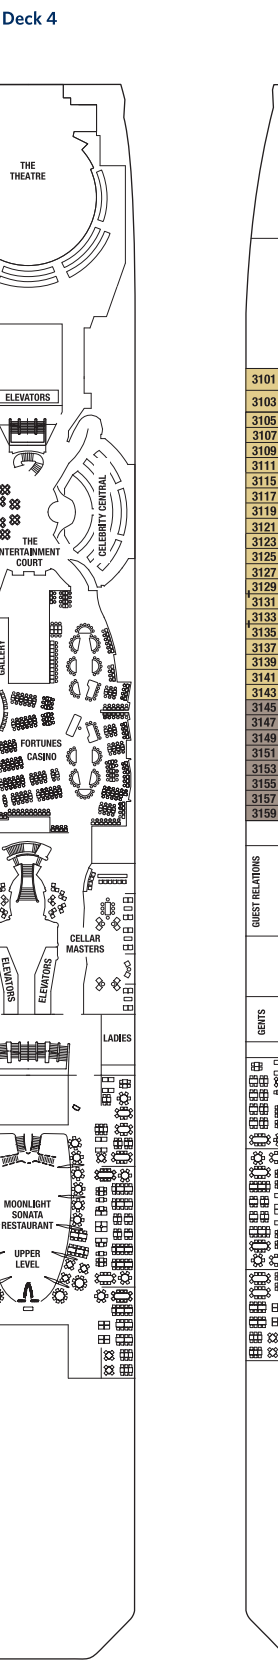 Deck 4
THE
THEATRE
ELEVATORS
CELEBRITY CENTRAL
THE
NTERTAINMENT
COURT
GALLERY
FORTUNES
CASINO
CELLAR
MASTERS
ELEVATORS
ELEVATORS
LADIES
MOONLIGHT
SONATA
RESTAURANT
UPPER
LEVEL
3101
3103
3105
3107
3109
3111
3115
3117
3119
3121
3123
3125
3127
3129
3131
3133
3135
3137
3139
3141
3143
3145
3147
3149
3151
3153
3155
3157
3159
GUEST RELATIONS
GENTS